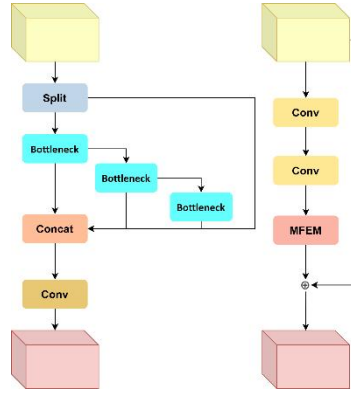 Split
Bottleneck
Bottleneck
Bottleneck
Concat
Conv
Conv
Conv
MFEM